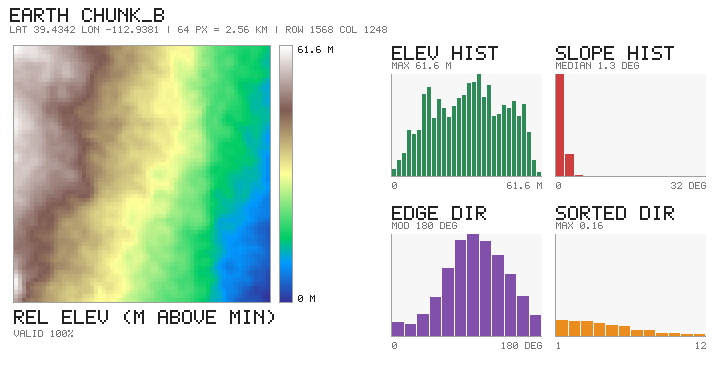 EARTH CHUNK_B
LAT 39.4342 LON -112.9381 | 64 PX = 2.56 KM | ROW 1568 COL 1248
61.6 M
0 M
REL ELEV (M ABOVE MIN)
VALID 100%
ELEV HIST
MAX 61.6 M
0 61.6 M
SLOPE HIST
MEDIAN 1.3 DEG
0 32 DEG
EDGE DIR
MOD 180 DEG
0 180 DEG
SORTED DIR
MAX 0.16
1 12